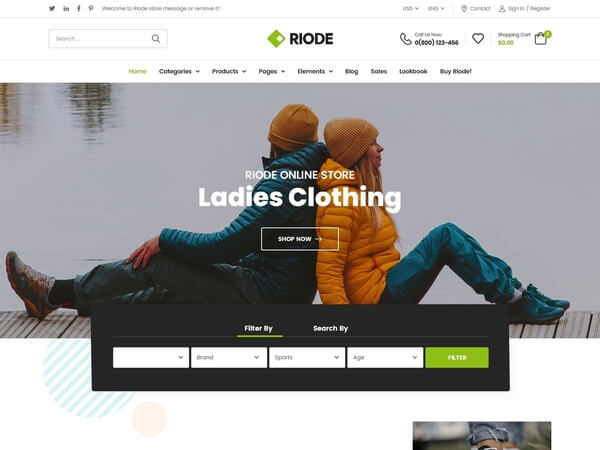 Welcome to Riode store message or remove it!
USD
ENG
Contact
Sign In / Register
Search...
RIODE
Call Us Now:
0(800) 123-456
Shopping Cart:
$0.00
2
Home
Categories
Products
Pages
Elements
Blog
Sales
Lookbook
Buy Riode!
RIODE ONLINE STORE
Ladies Clothing
SHOP NOW
Filter By
Search By
Brand
Sports
Age
FILTER